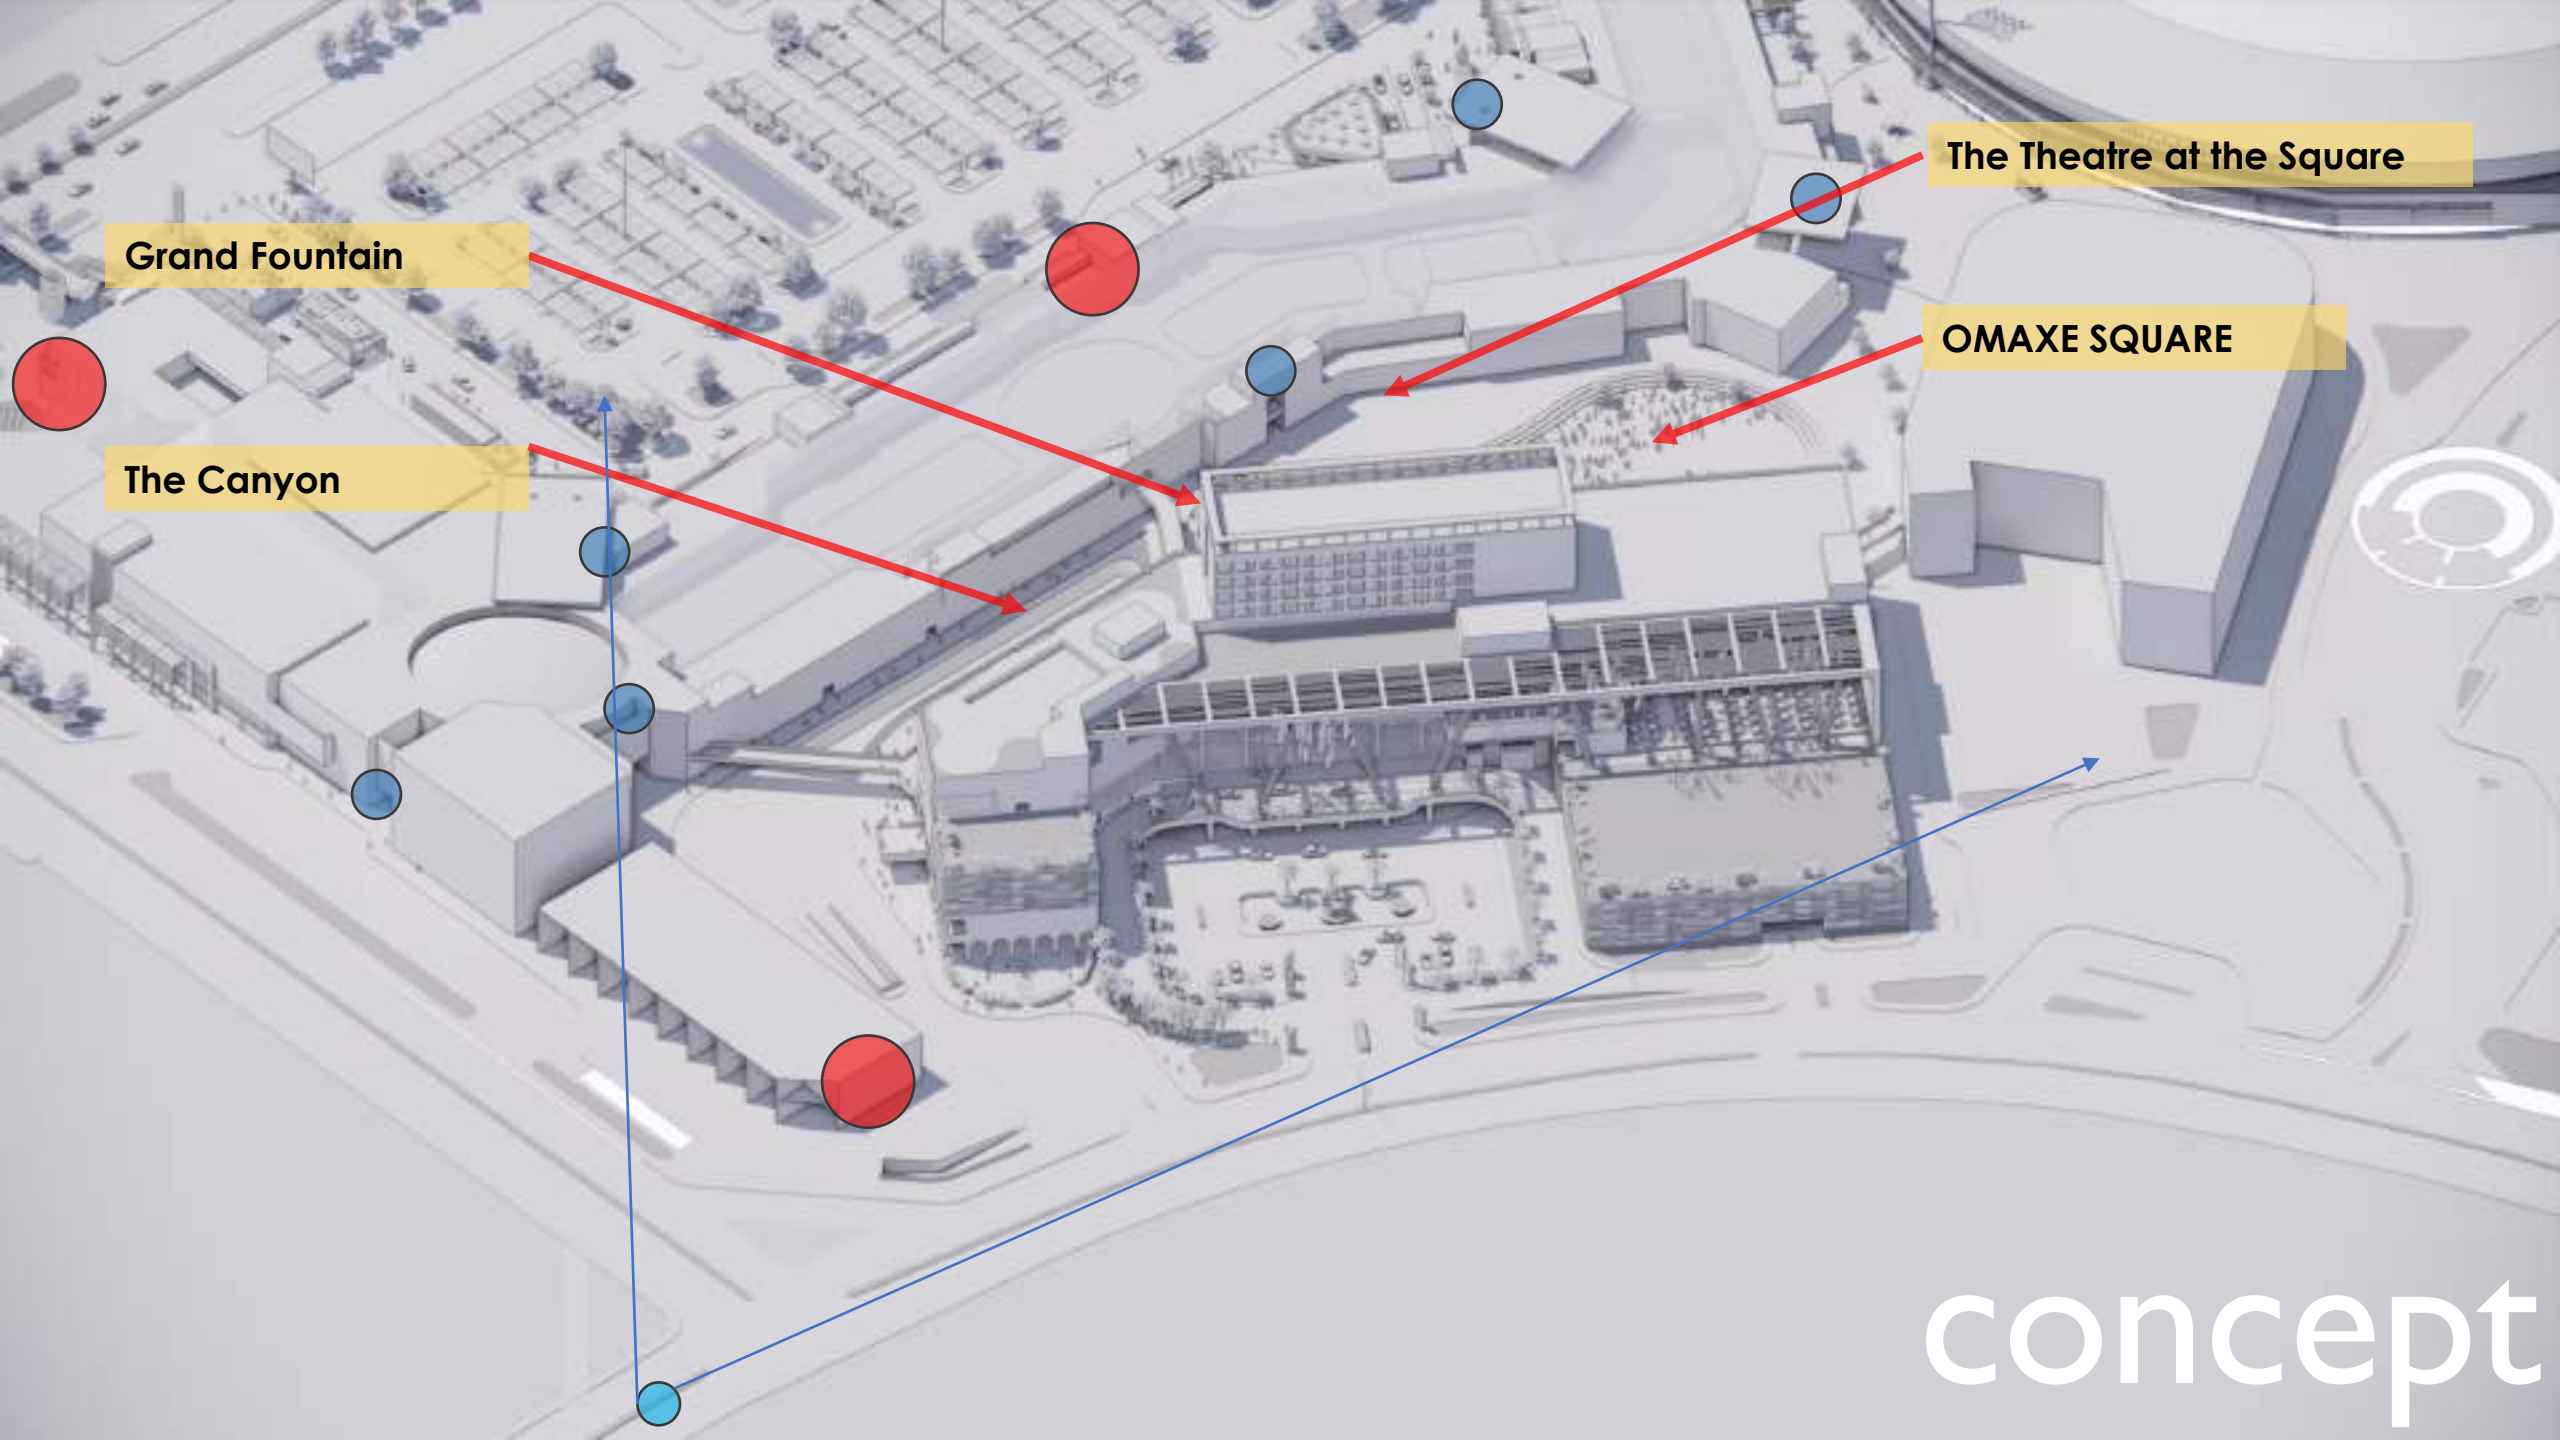 The Theatre at the Square
Grand Fountain
OMAXE SQUARE
The Canyon
concept